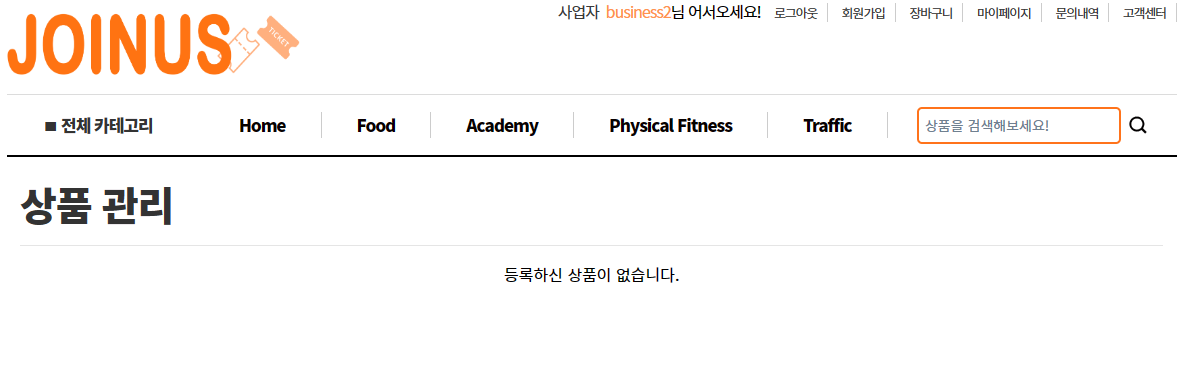 사업자 business2님 어서오세요! 로그아웃 회원가입 장바구니 마이페이지 문의내역 고객센터
JOINUS TICKET
■ 전체 카테고리 Home Food Academy Physical Fitness Traffic 상품을 검색해보세요!
상품 관리
등록하신 상품이 없습니다.